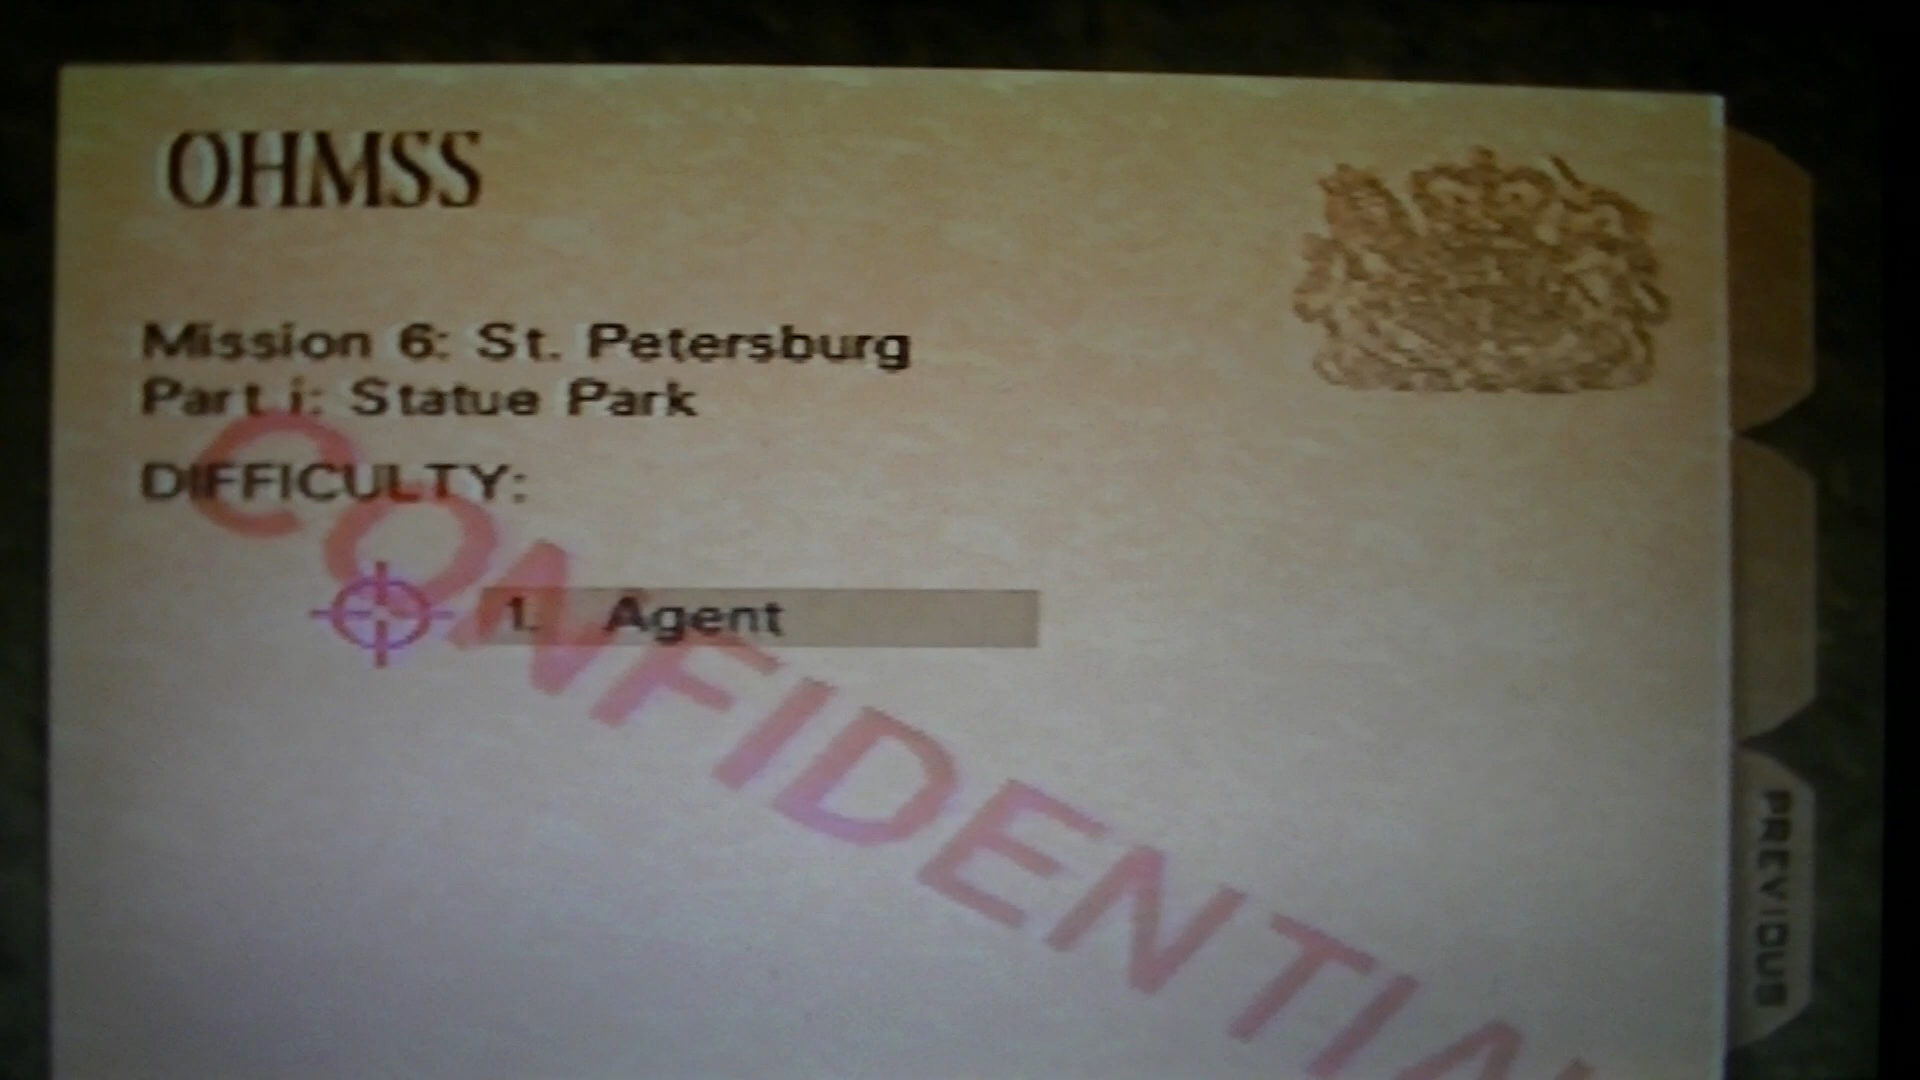 OHMSS
Mission 6: St. Petersburg
Part i: Statue Park
DIFFICULTY:
1. Agent
CONFIDENTIAL
PREVIOUS